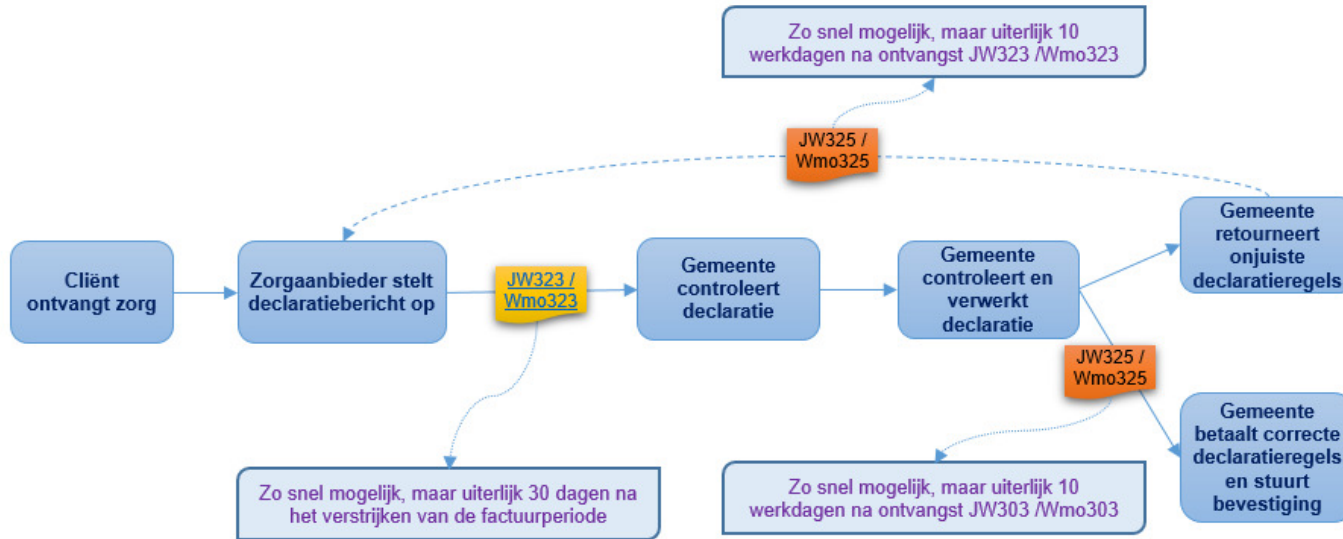 Zo snel mogelijk, maar uiterlijk 10
werkdagen na ontvangst JW323 /Wmo323
JW325 /
Wmo325
Cliënt
ontvangt zorg
Zorgaanbieder stelt
declaratiebericht op
JW323 /
Wmo323
Gemeente
controleert
declaratie
Gemeente
controleert en
verwerkt
declaratie
Gemeente
retourneert
onjuiste
declaratieregels
JW325 /
Wmo325
Gemeente
betaalt correcte
declaratieregels
en stuurt
bevestiging
Zo snel mogelijk, maar uiterlijk 30 dagen na
het verstrijken van de factuurperiode
Zo snel mogelijk, maar uiterlijk 10
werkdagen na ontvangst JW303 /Wmo303